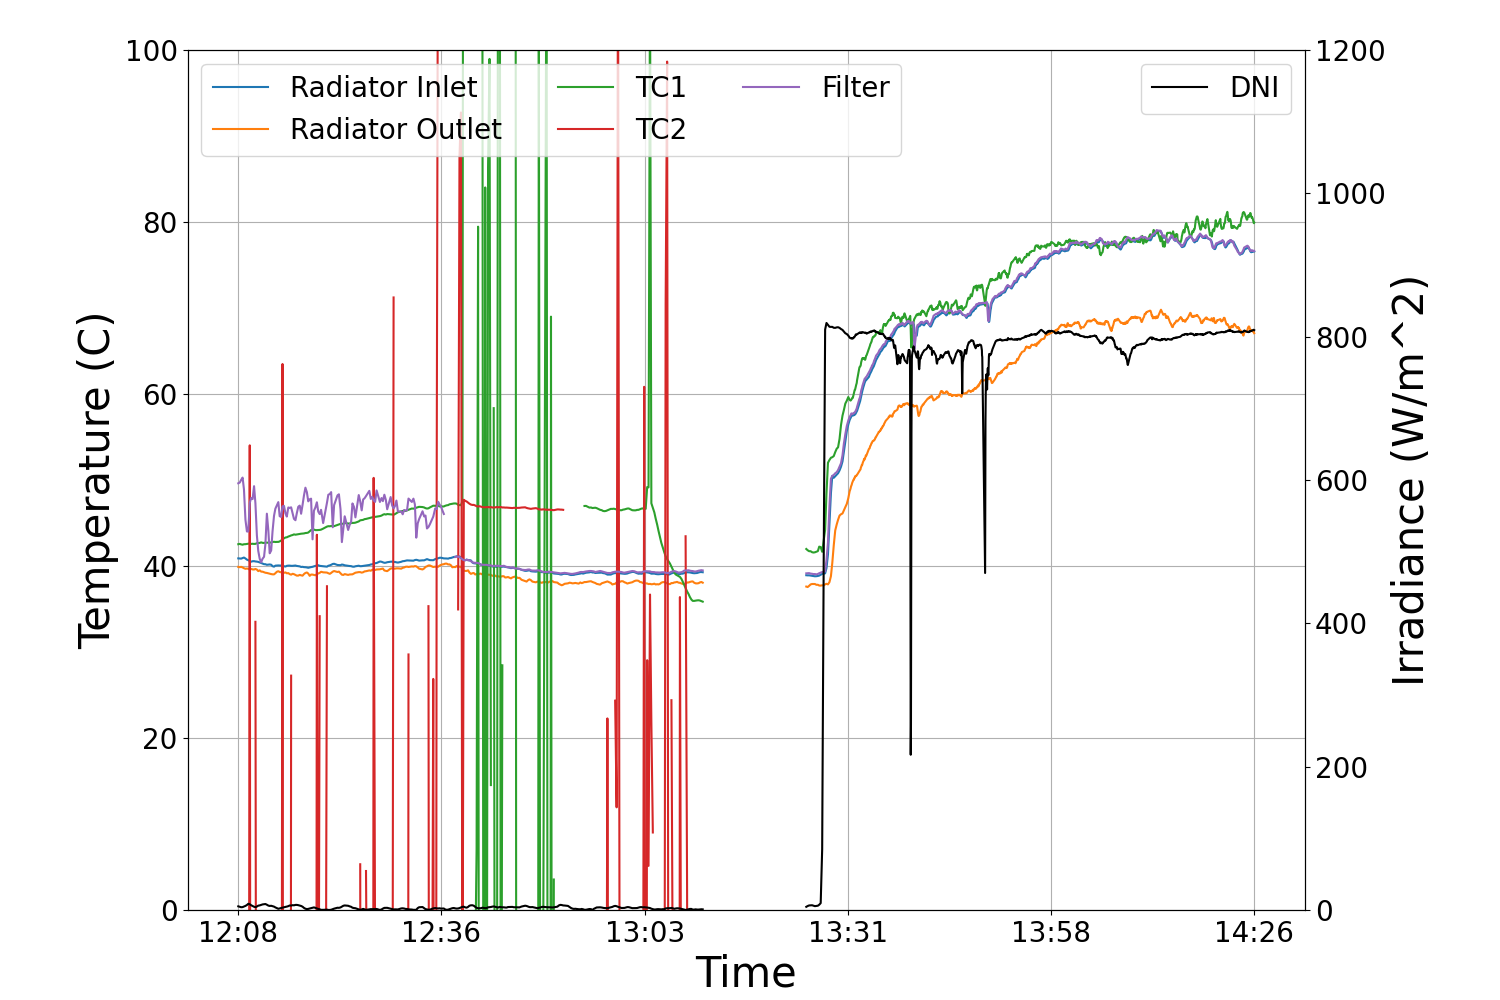 100
80
60
40
20
0
Temperature (C)
Radiator Inlet
Radiator Outlet
TC1
TC2
Filter
DNI
1200
1000
800
600
400
200
0
Irradiance (W/m^2)
12:08
12:36
13:03
13:31
13:58
14:26
Time